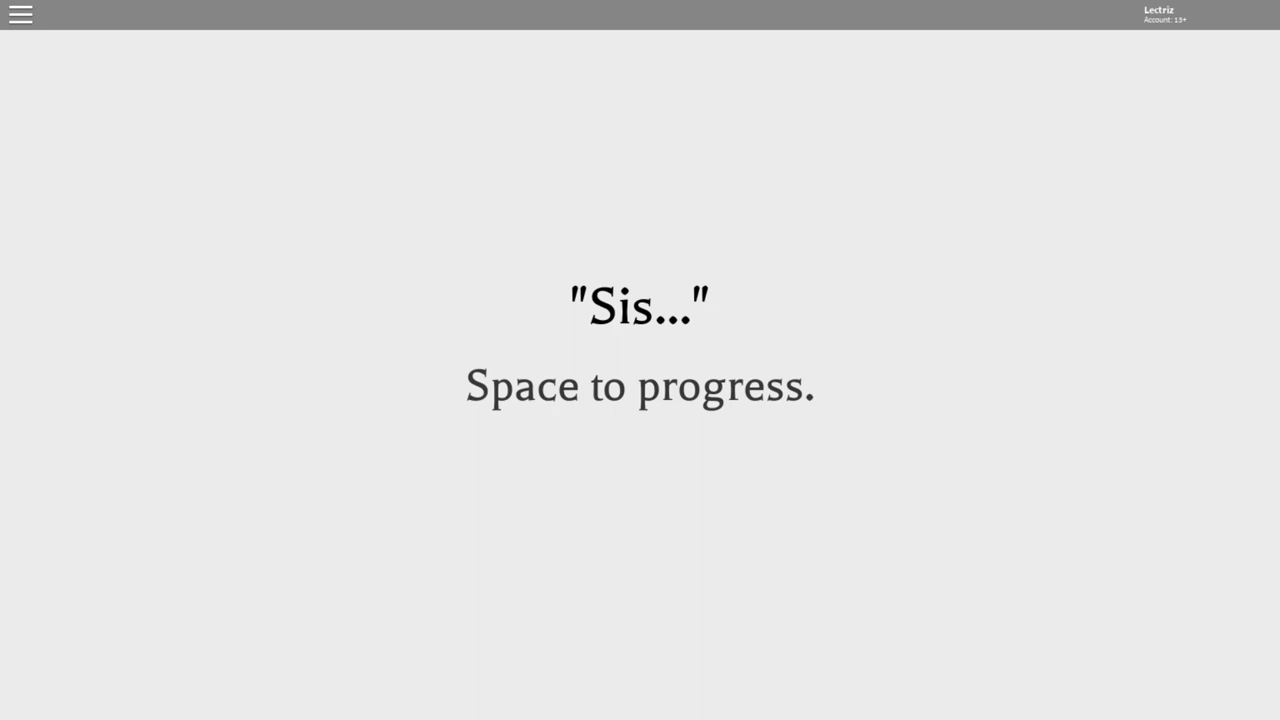 Lectriz
Account: 13+
"Sis..."
Space to progress.